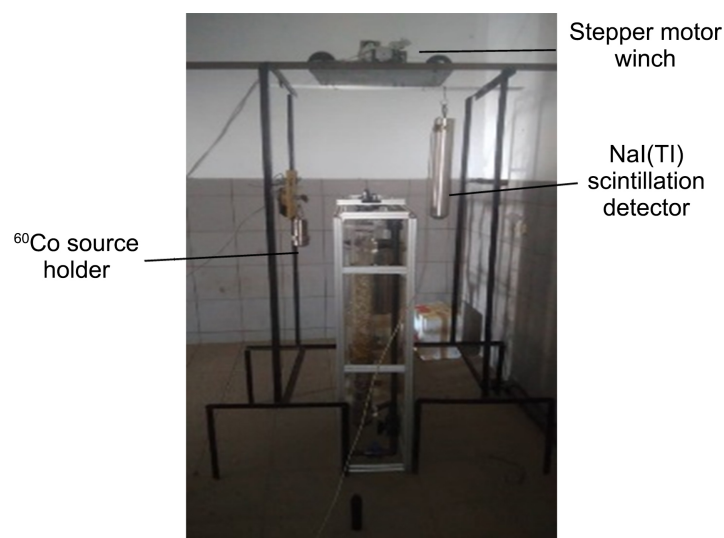 Stepper motor
winch
NaI(TI)
scintillation
detector
⁶⁰Co source
holder